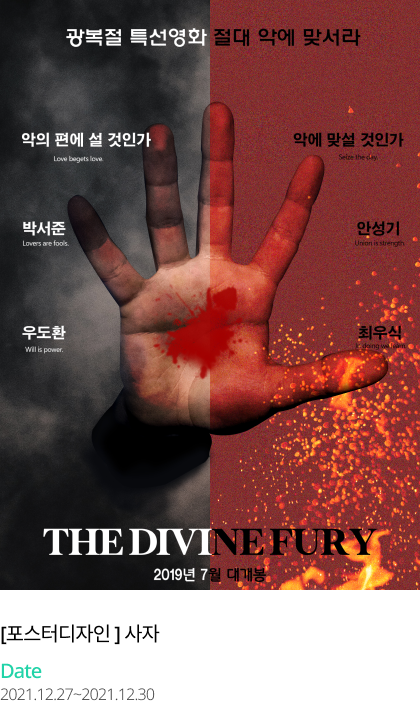 광복절 특선영화 절대 악에 맞서라
악의 편에 설 것인가
Love begets love.
악에 맞설 것인가
Seize the day.
박서준
Lovers are fools.
안성기
Union is strength.
우도환
Will is power.
최우식
THE DIVINE FURY
2019년 7월 대개봉
[포스터디자인 ] 사자
Date
2021.12.27~2021.12.30